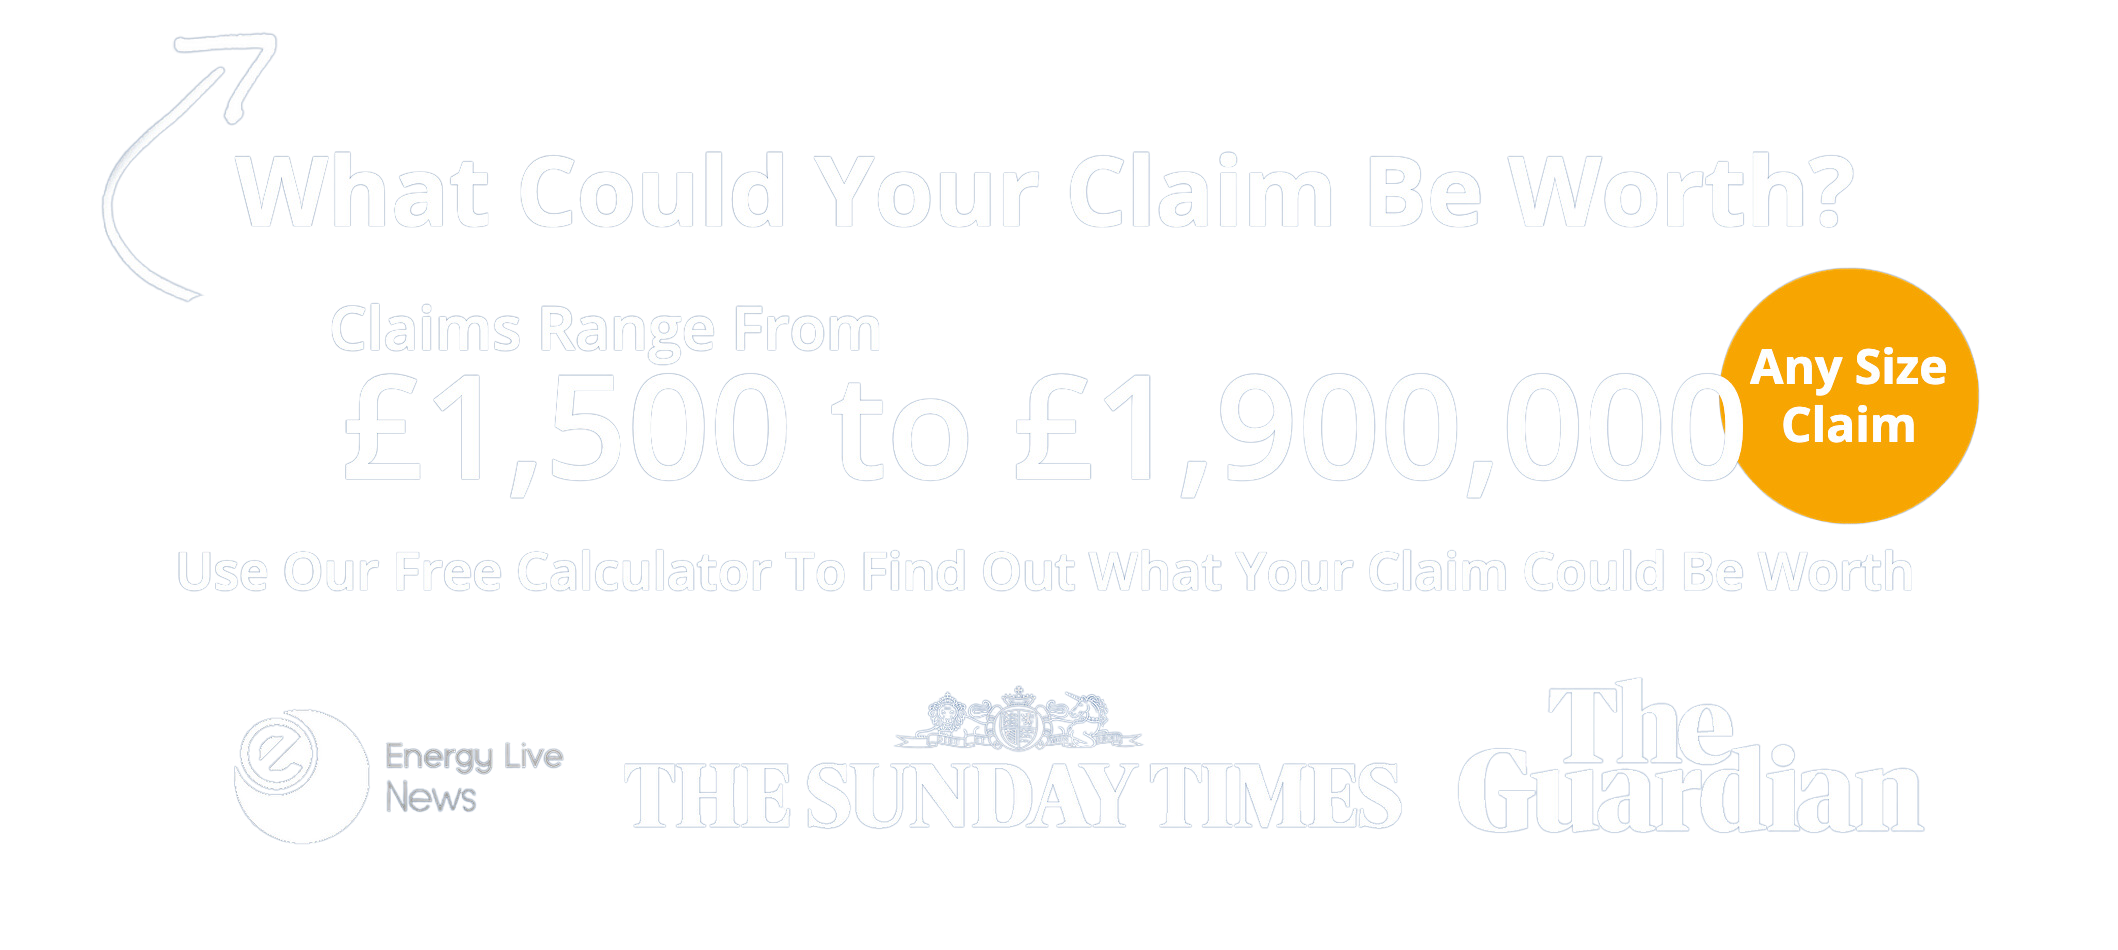 What Could Your Claim Be Worth?
Claims Range From
£1,500 to £1,900,000
Any Size
Claim
Use Our Free Calculator To Find Out What Your Claim Could Be Worth
e
Energy Live
News
THE SUNDAY TIMES
The
Guardian